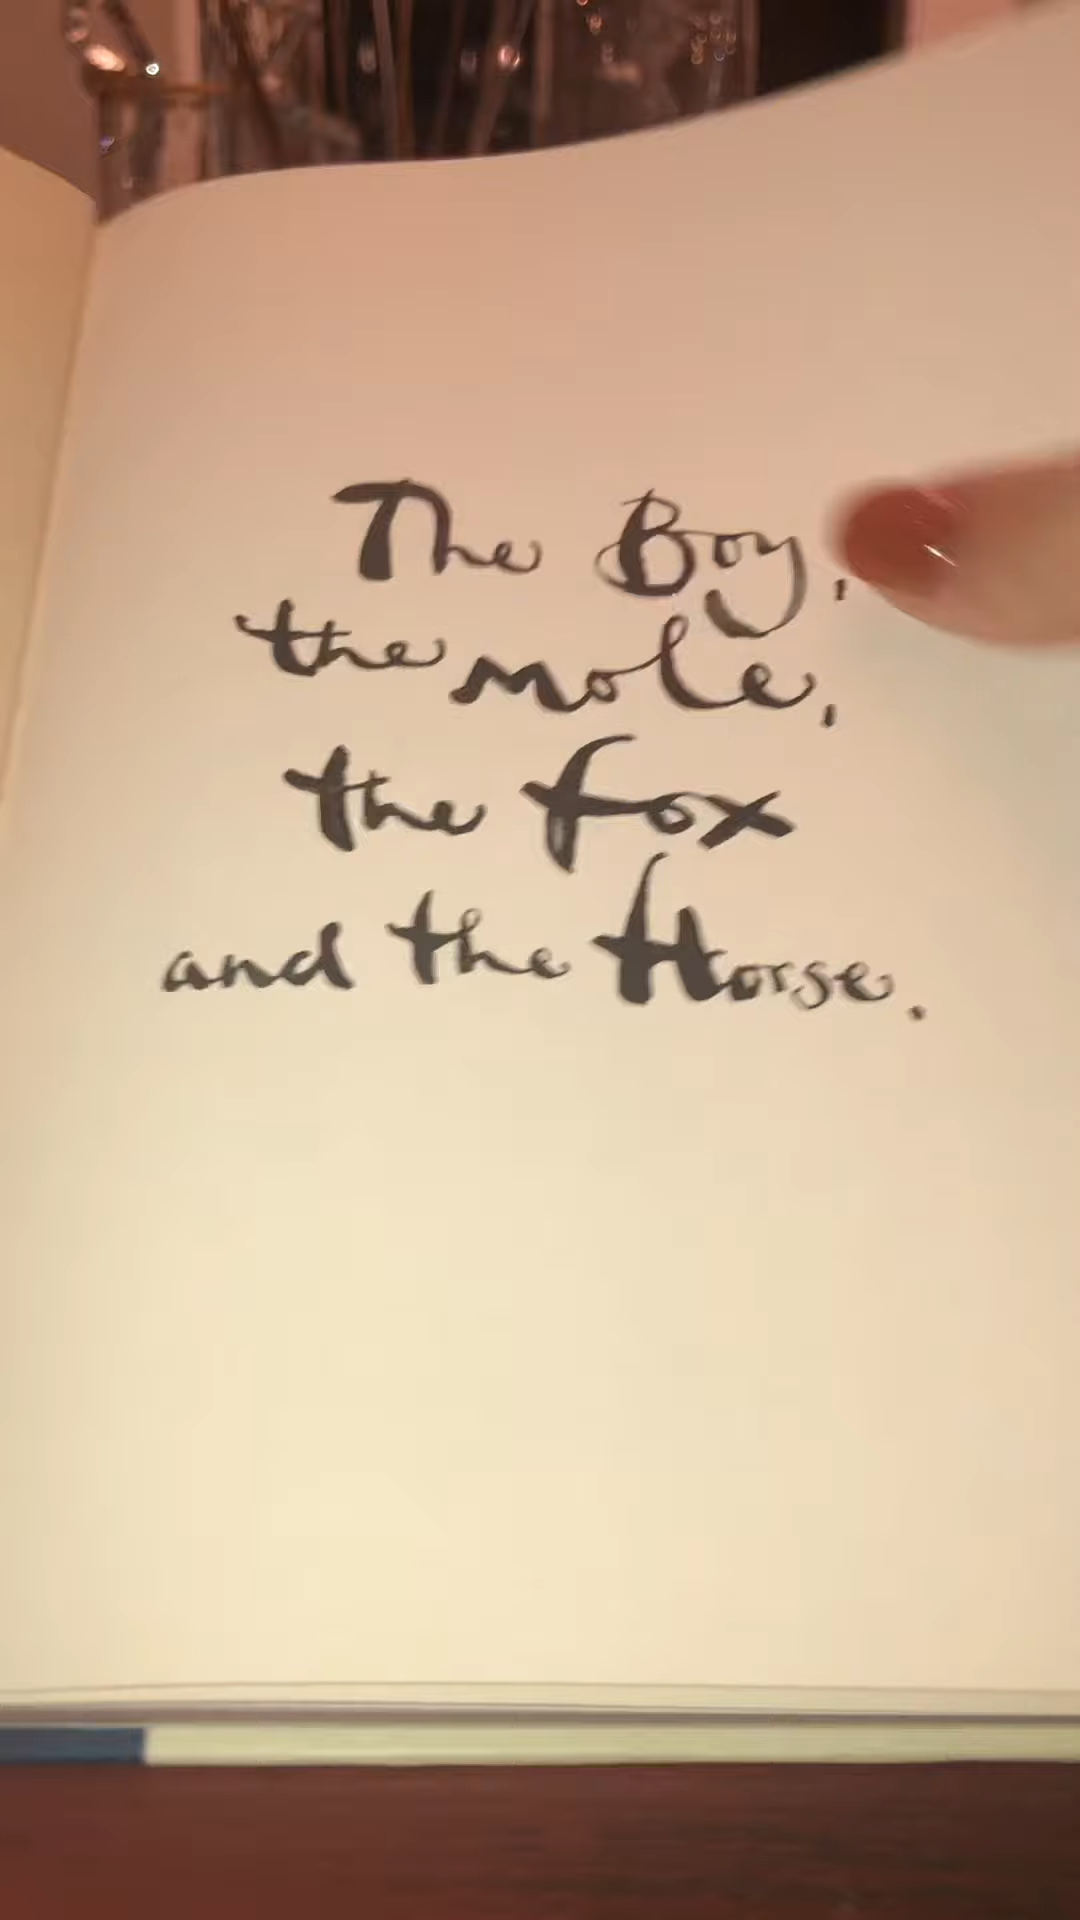 The Boy,
the mole,
the fox
and the Horse.